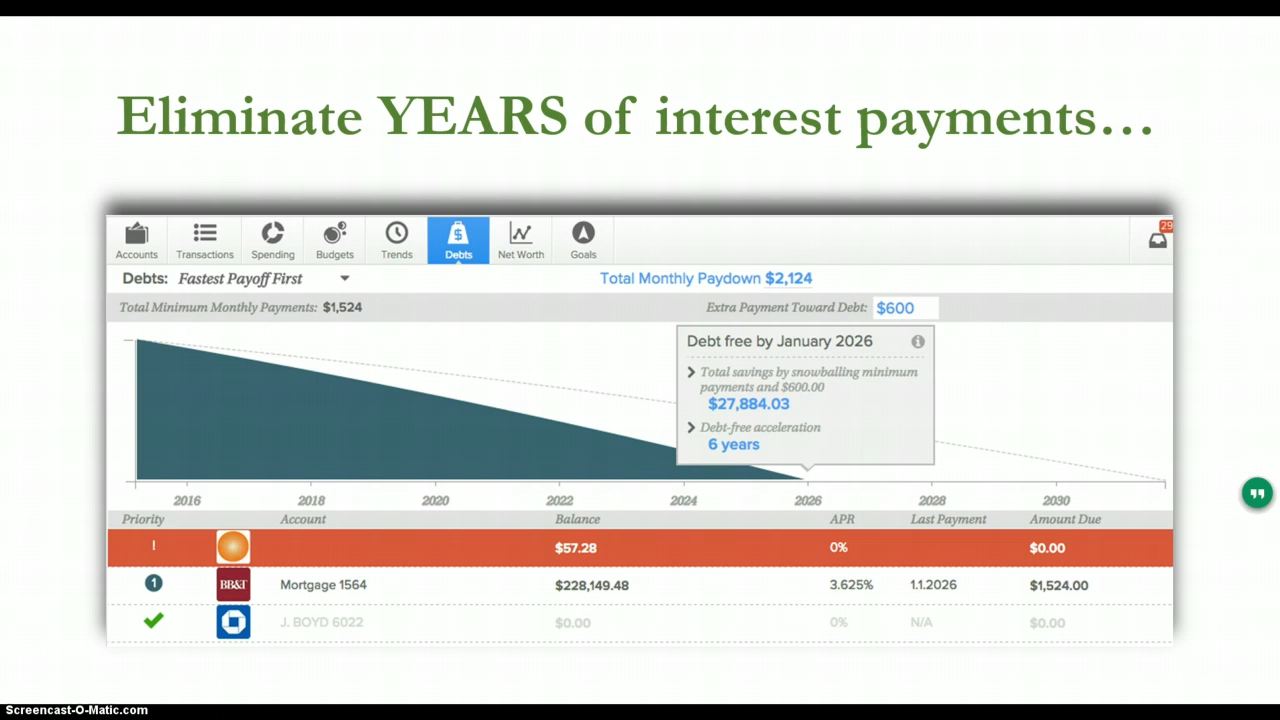 Eliminate YEARS of interest payments...
Accounts Transactions Spending Budgets Trends Debts Net Worth Goals 29
Debts: Fastest Payoff First Total Monthly Paydown $2,124
Total Minimum Monthly Payments: $1,524 Extra Payment Toward Debt: $600
Debt free by January 2026
Total savings by snowballing minimum
payments and $600.00
$27,884.03
Debt-free acceleration
6 years
2016 2018 2020 2022 2024 2026 2028 2030
Priority Account Balance APR Last Payment Amount Due
! $57.28 0% $0.00
1 BB&T Mortgage 1564 $228,149.48 3.625% 1.1.2026 $1,524.00
J. BOYD 6022 $0.00 0% N/A $0.00
Screencast-O-Matic.com